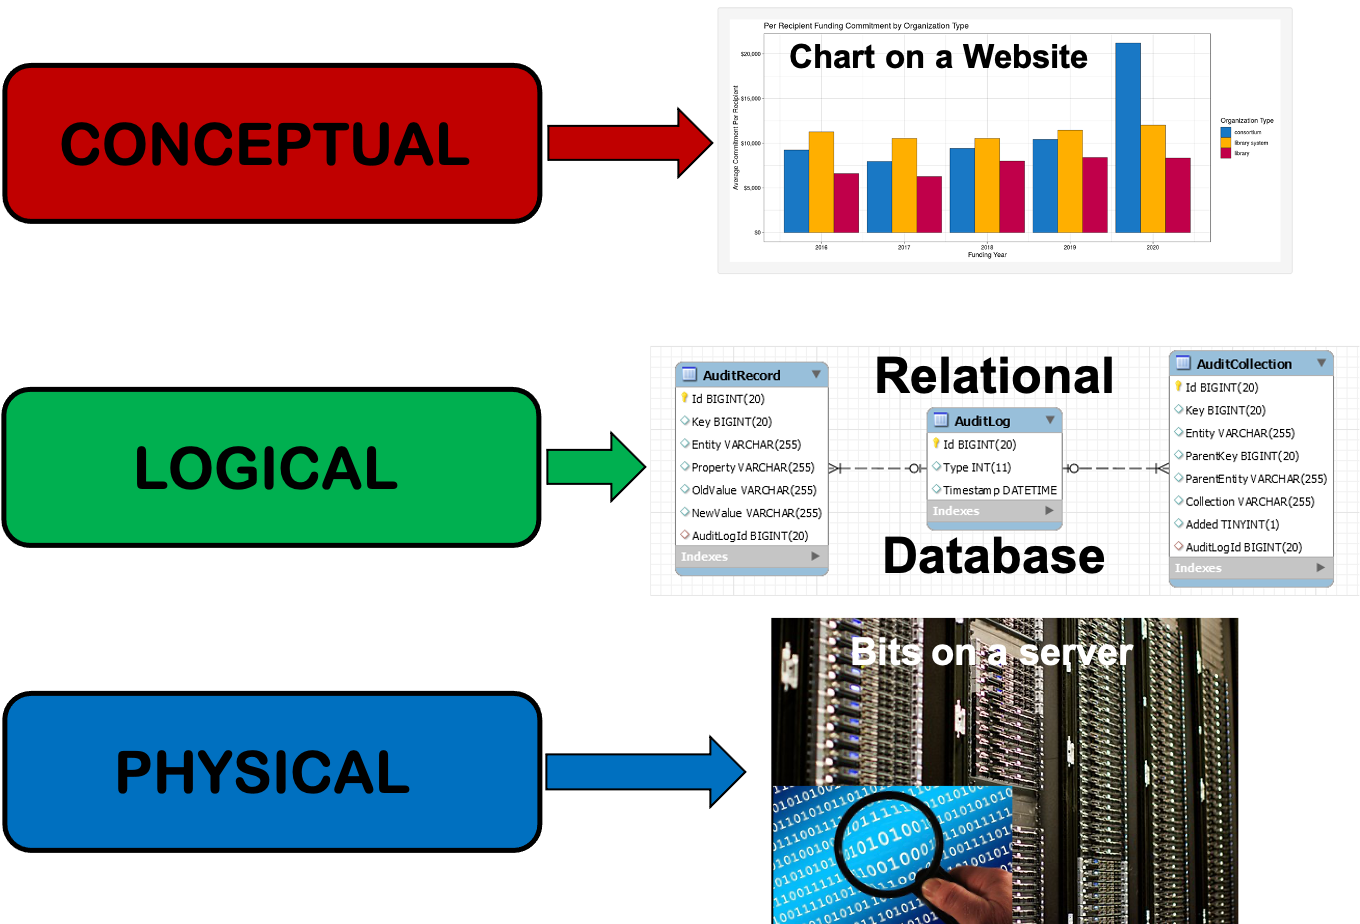 CONCEPTUAL
Per Recipient Funding Commitment by Organization Type
Chart on a Website
Average Commitment Per Recipient
$20,000
$15,000
$10,000
$5,000
$0
2016
2017
2018
2019
2020
Funding Year
Organization Type
consortium
library system
library
LOGICAL
Relational
Database
AuditRecord
Id BIGINT(20)
Key BIGINT(20)
Entity VARCHAR(255)
Property VARCHAR(255)
OldValue VARCHAR(255)
NewValue VARCHAR(255)
AuditLogId BIGINT(20)
Indexes
AuditLog
Id BIGINT(20)
Type INT(11)
Timestamp DATETIME
Indexes
AuditCollection
Id BIGINT(20)
Key BIGINT(20)
Entity VARCHAR(255)
ParentKey BIGINT(20)
ParentEntity VARCHAR(255)
Collection VARCHAR(255)
Added TINYINT(1)
AuditLogId BIGINT(20)
Indexes
PHYSICAL
Bits on a server